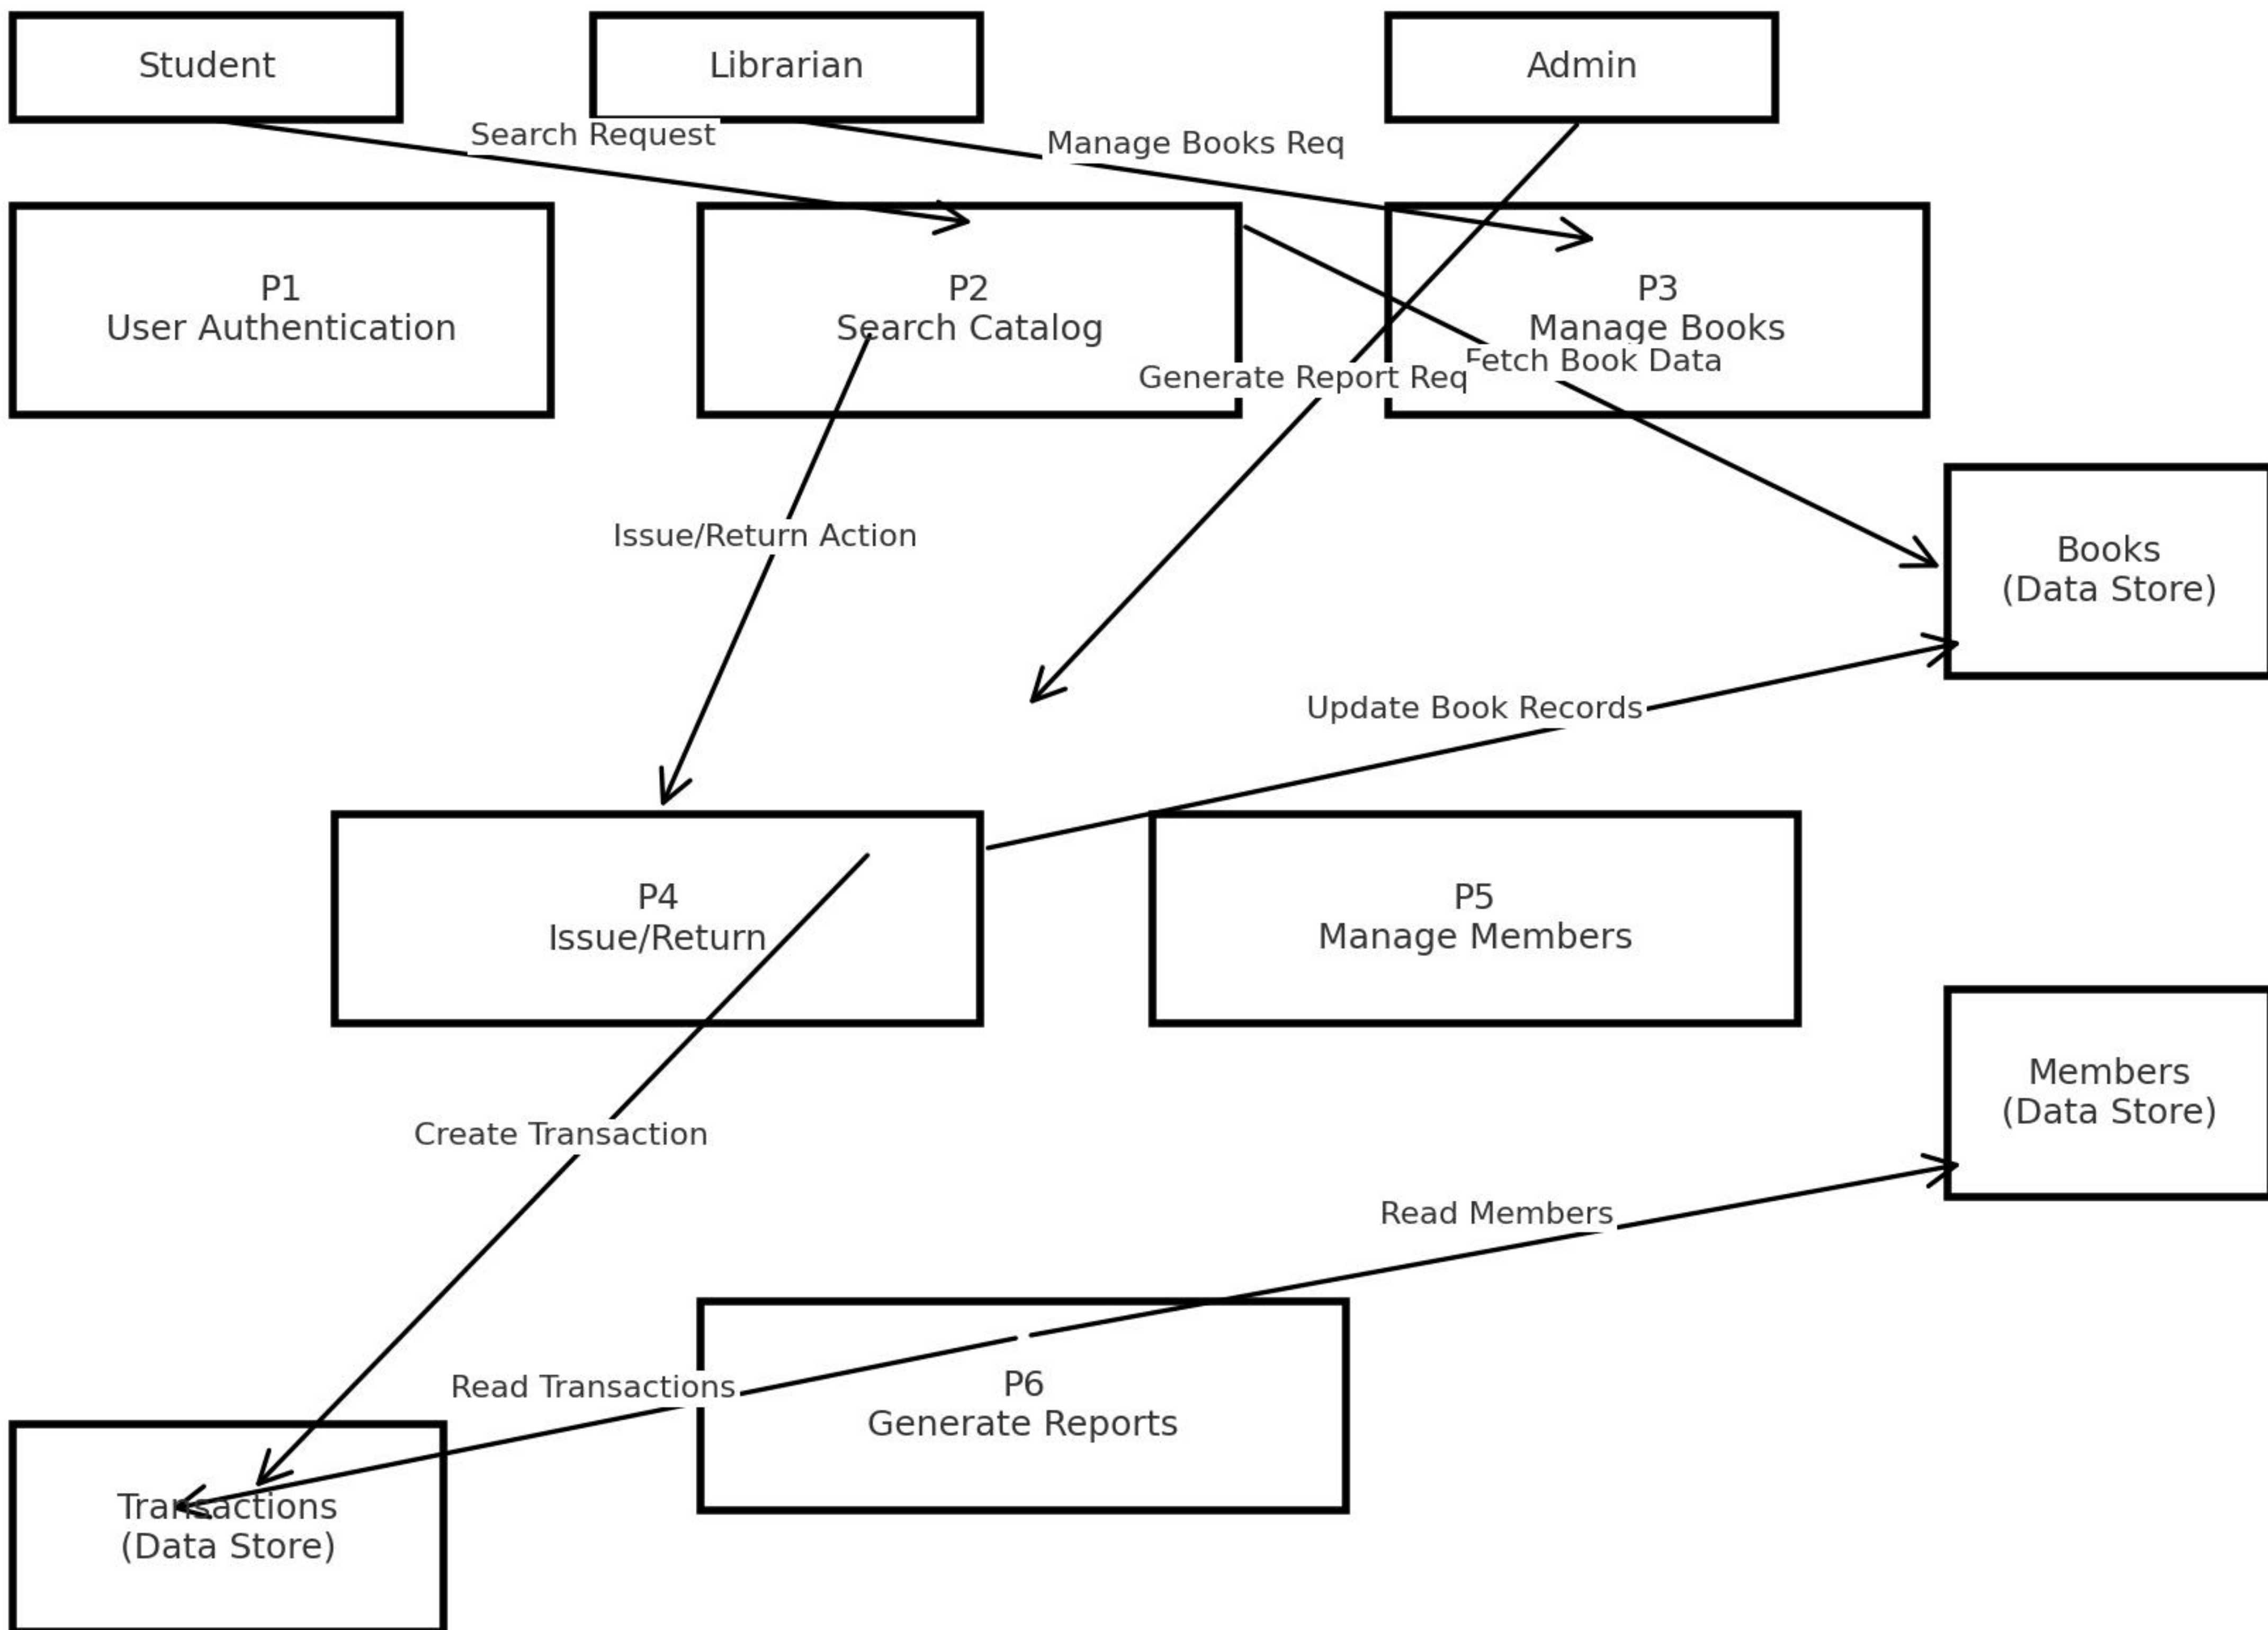 Student
Librarian
Admin
Search Request
Manage Books Req
P1
User Authentication
P2
Search Catalog
P3
Manage Books
Fetch Book Data
Generate Report Req
Issue/Return Action
Books
(Data Store)
Update Book Records
P4
Issue/Return
P5
Manage Members
Members
(Data Store)
Create Transaction
Read Members
Read Transactions
P6
Generate Reports
Transactions
(Data Store)